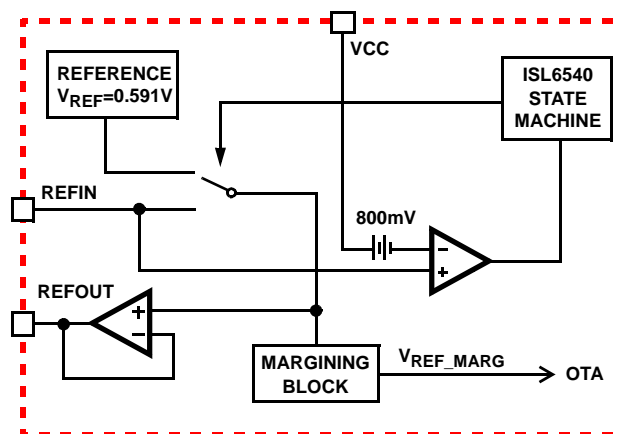 VCC
REFERENCE
VREF=0.591V
ISL6540
STATE
MACHINE
REFIN
800mV
−
+
REFOUT
+
−
MARGINING
BLOCK
VREF_MARG
OTA